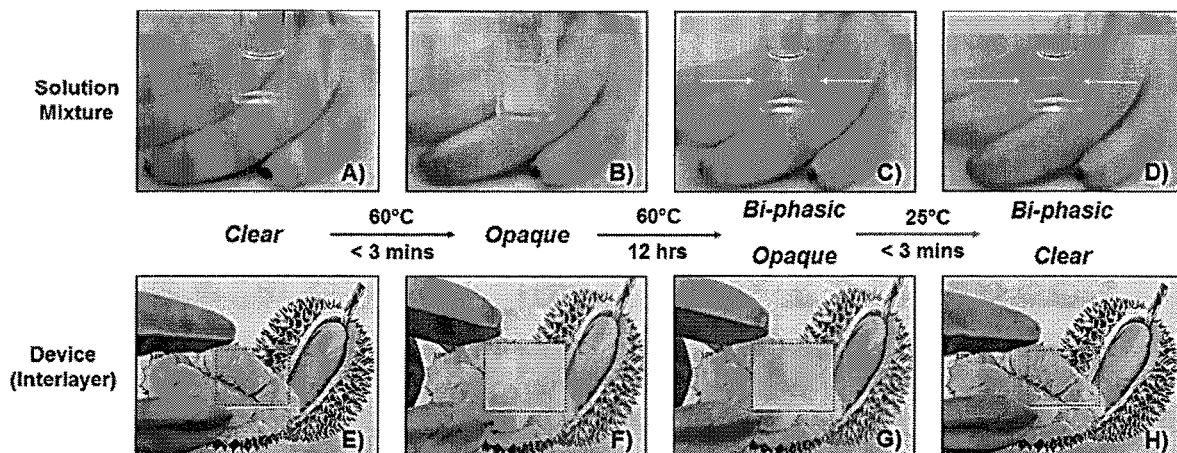 Solution
Mixture
A)
B)
C)
D)
Clear
60°C
< 3 mins
Opaque
60°C
12 hrs
Bi-phasic
Opaque
25°C
< 3 mins
Bi-phasic
Clear
Device
(Interlayer)
E)
F)
G)
H)